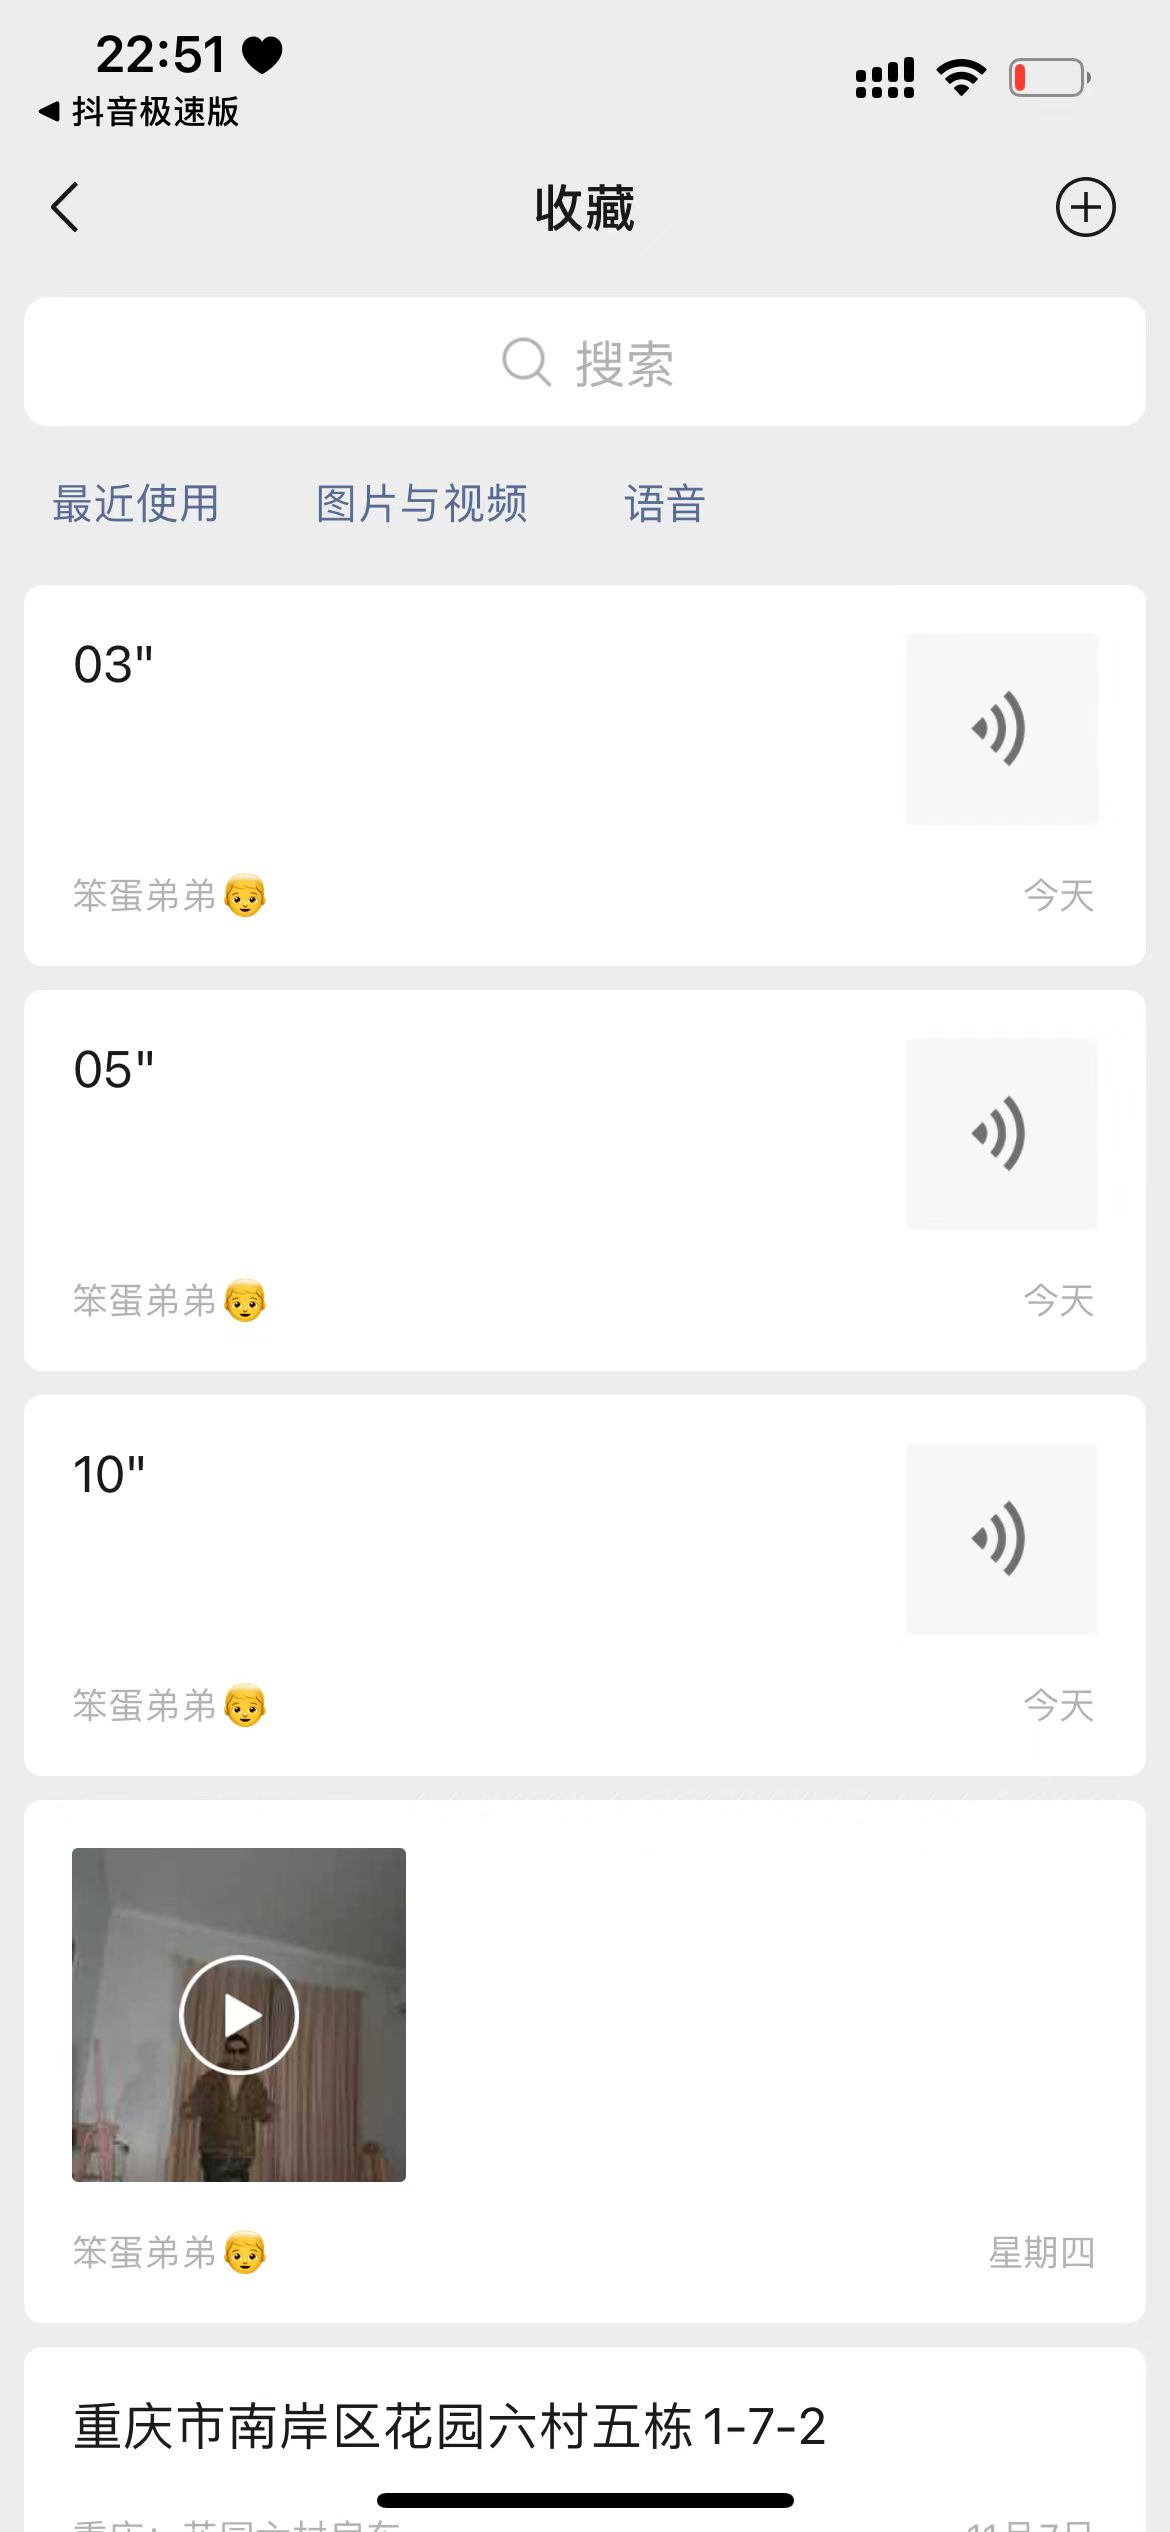 22:51
抖音极速版
收藏
搜索
最近使用 图片与视频 语音
03"
笨蛋弟弟👦 今天
05"
笨蛋弟弟👦 今天
10"
笨蛋弟弟👦 今天
笨蛋弟弟👦 星期四
重庆市南岸区花园六村五栋1-7-2